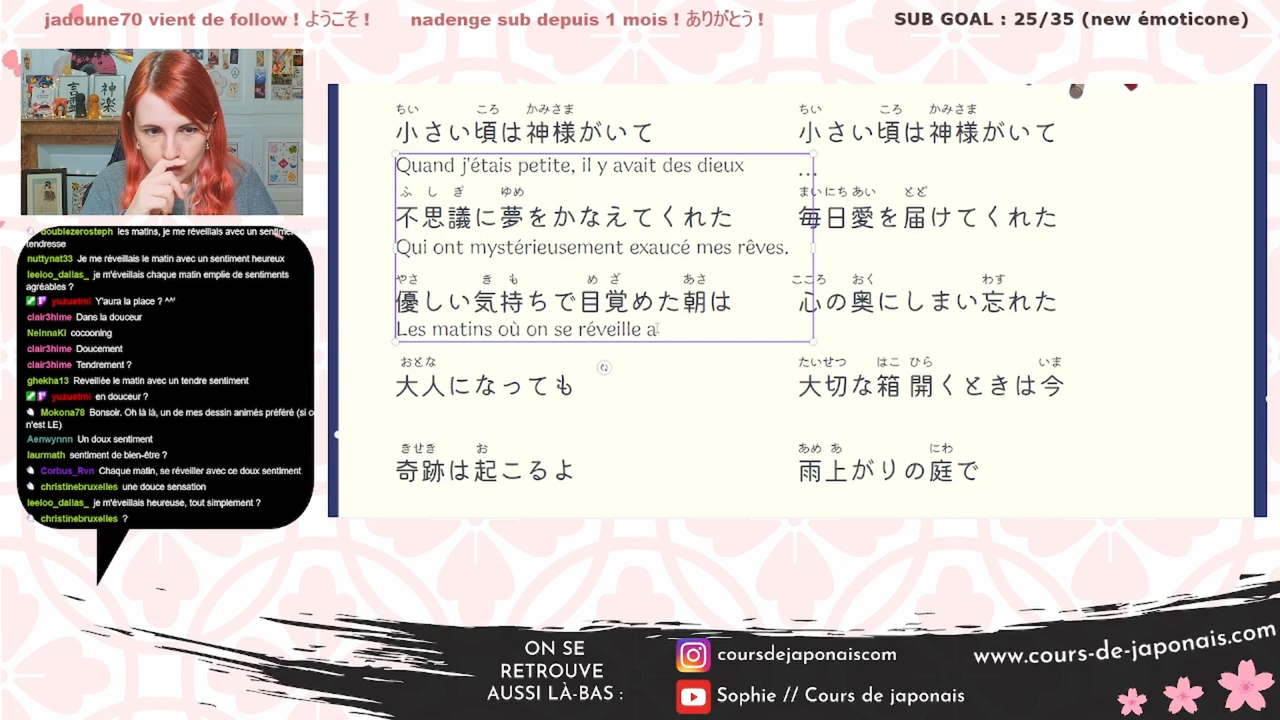 jadoune70 vient de follow ! ようこそ !
nadenge sub depuis 1 mois ! ありがとう !
SUB GOAL : 25/35 (new émoticone)
神楽
doublezerosteph les matins, je me réveillais avec un sentiment
tendresse
nuttynat33 Je me réveillais le matin avec un sentiment heureux
leeloo_dallas_ je m'éveillais chaque matin emplie de sentiments
agréables ?
yuzuetmi Y'aura la place ? ^^'
clair3hime Dans la douceur
NeinnaKi cocooning
clair3hime Doucement
clair3hime Tendrement ?
ghekha13 Reveillée le matin avec un tendre sentiment
yuzuetmi en douceur ?
Mokona78 Bonsoir. Oh là là, un de mes dessin animés préféré (si c
n'est LE)
Aenwynnn Un doux sentiment
laurmath sentiment de bien-être ?
Corbus_Rvn Chaque matin, se réveiller avec ce doux sentiment
christinebruxelles une douce sensation
leeloo_dallas_ je m'éveillais heureuse, tout simplement ?
christinebruxelles ?
ちい ころ かみさま
小さい頃は神様がいて
Quand j'étais petite, il y avait des dieux
ふ し ぎ ゆめ
不思議に夢をかなえてくれた
Qui ont mystérieusement exaucé mes rêves.
やさ き も め ざ あさ
優しい気持ちで目覚めた朝は
Les matins où on se réveille a
おとな
大人になっても
きせき お
奇跡は起こるよ
ちい ころ かみさま
小さい頃は神様がいて
...
まいにちあい とど
毎日愛を届けてくれた
こころ おく わす
心の奥にしまい忘れた
たいせつ はこ ひら いま
大切な箱 開くときは今
あめ あ にわ
雨上がりの庭で
ON SE
RETROUVE
AUSSI LÀ-BAS :
coursdejaponaiscom
Sophie // Cours de japonais
www.cours-de-japonais.com